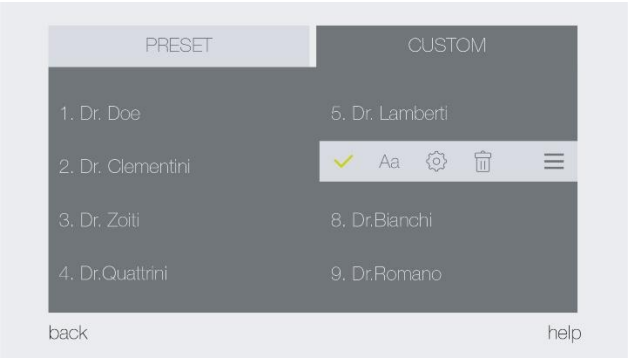 PRESET
CUSTOM
1. Dr. Doe
2. Dr. Clementini
3. Dr. Zoiti
4. Dr.Quattrini
5. Dr. Lamberti
Aa
8. Dr.Bianchi
9. Dr.Romano
back
help